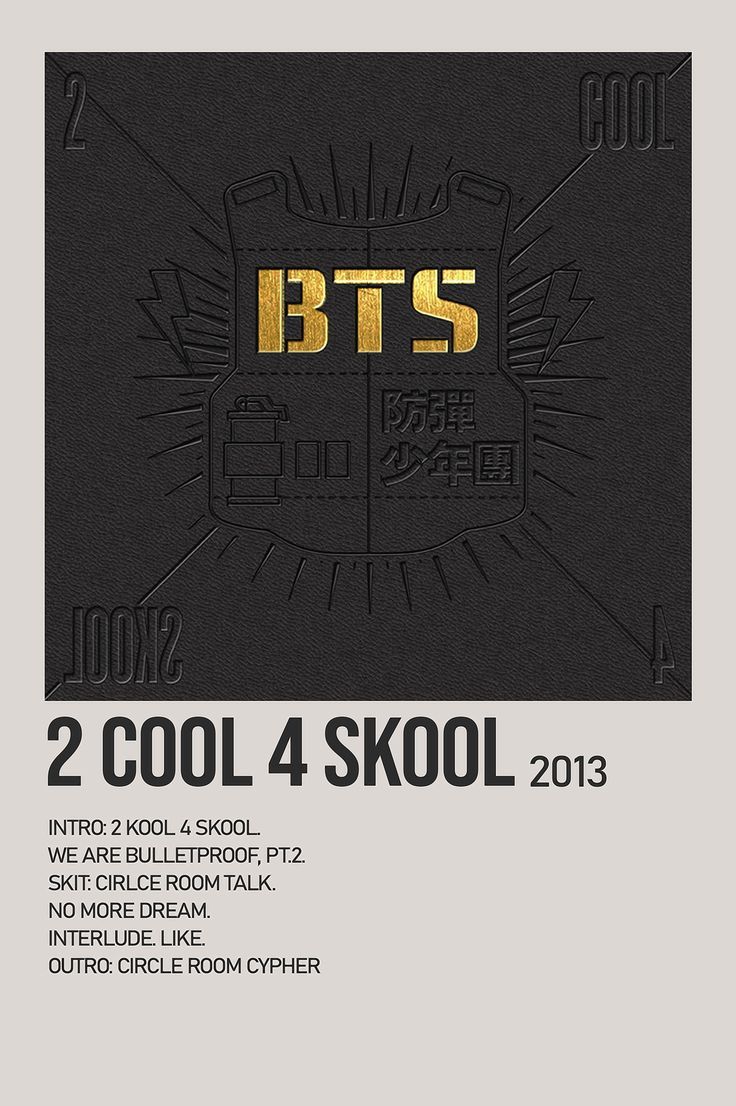 2 COOL
BTS
防彈
少年團
SKOOL 4
2 COOL 4 SKOOL 2013
INTRO: 2 KOOL 4 SKOOL.
WE ARE BULLETPROOF, PT.2.
SKIT: CIRLCE ROOM TALK.
NO MORE DREAM.
INTERLUDE. LIKE.
OUTRO: CIRCLE ROOM CYPHER